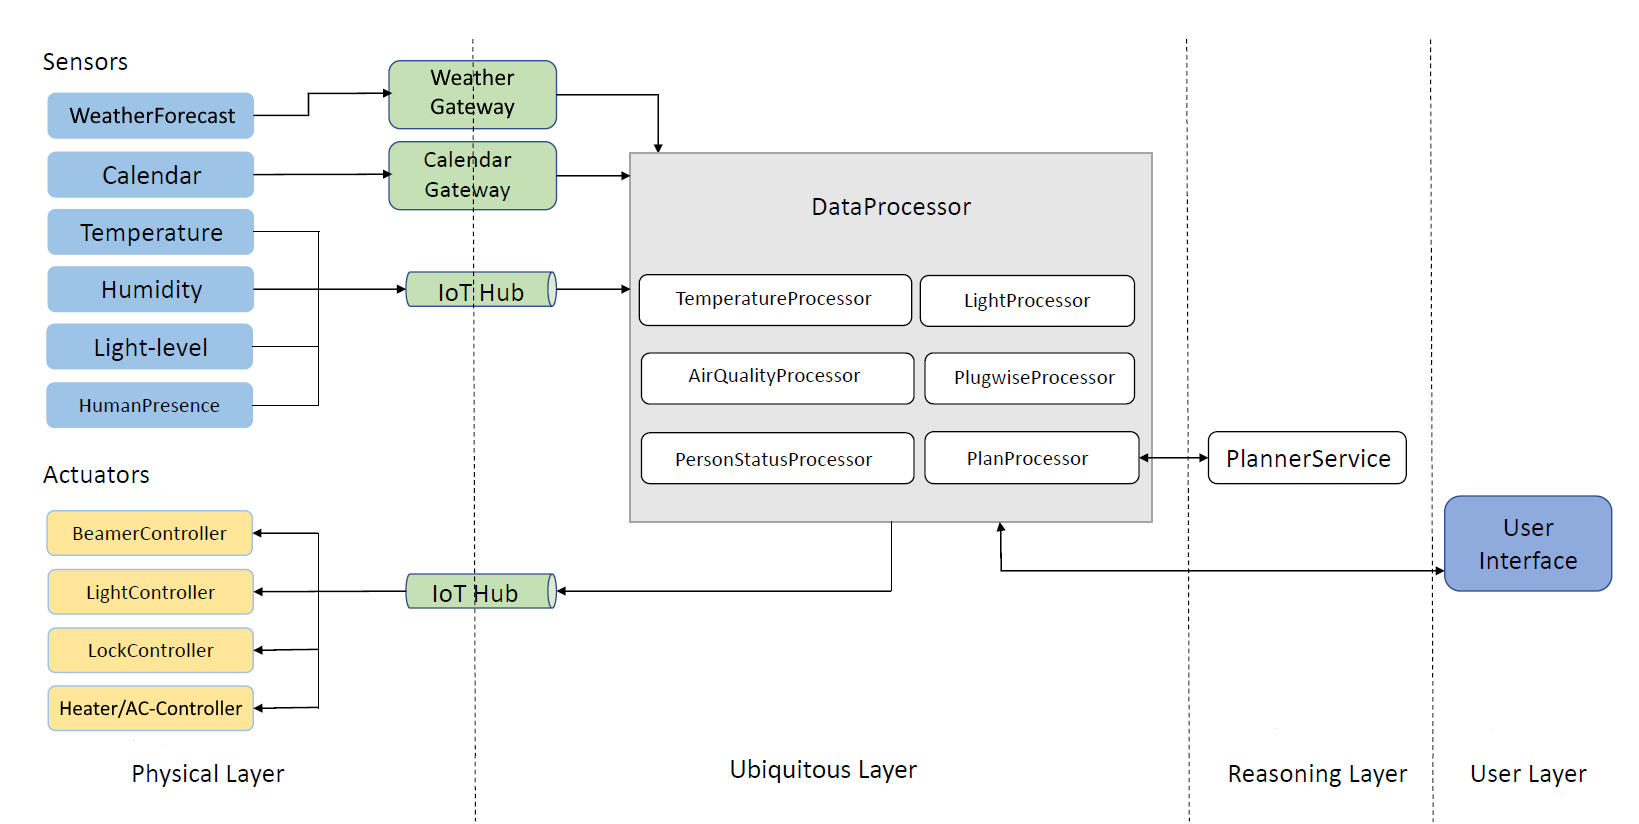 Sensors
WeatherForecast
Calendar
Temperature
Humidity
Light-level
HumanPresence
Weather
Gateway
Calendar
Gateway
IoT Hub
DataProcessor
TemperatureProcessor
LightProcessor
AirQualityProcessor
PlugwiseProcessor
PersonStatusProcessor
PlanProcessor
PlannerService
User
Interface
Actuators
BeamerController
LightController
LockController
Heater/AC-Controller
IoT Hub
Physical Layer
Ubiquitous Layer
Reasoning Layer
User Layer